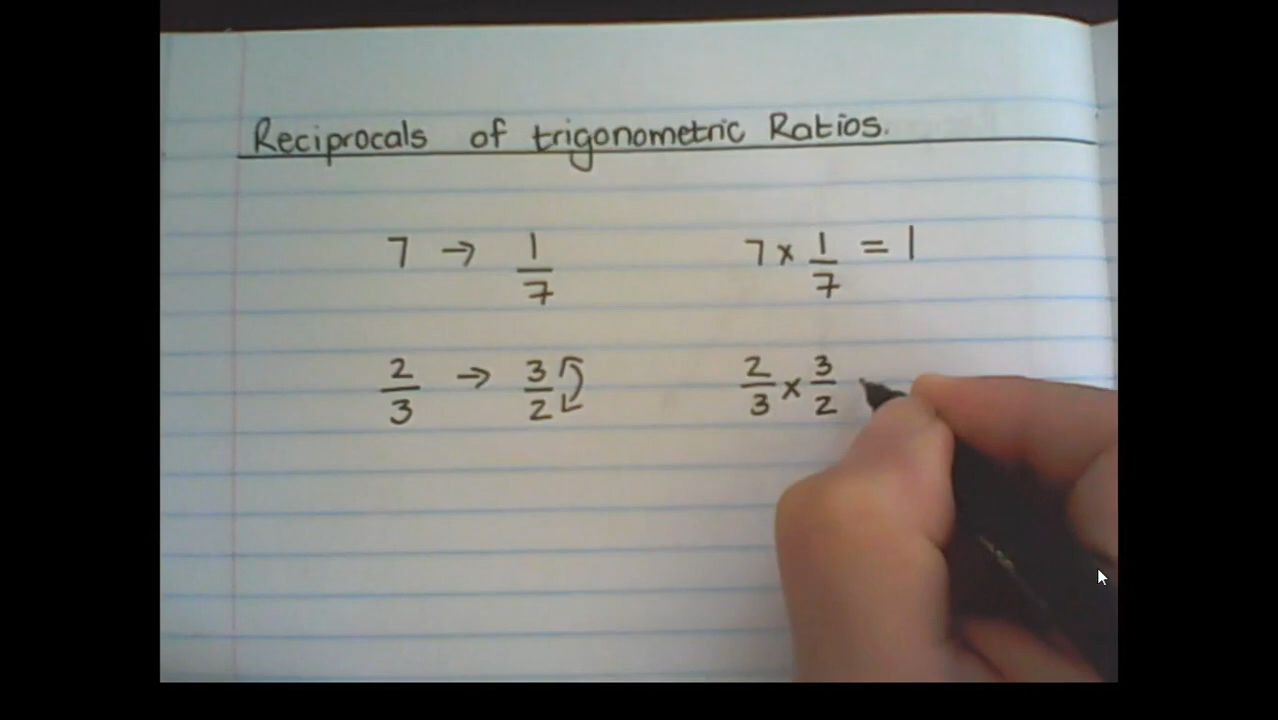 Reciprocals of trigonometric Ratios.
7 → 1/7 7 × 1/7 = 1
2/3 → 3/2 2/3 × 3/2